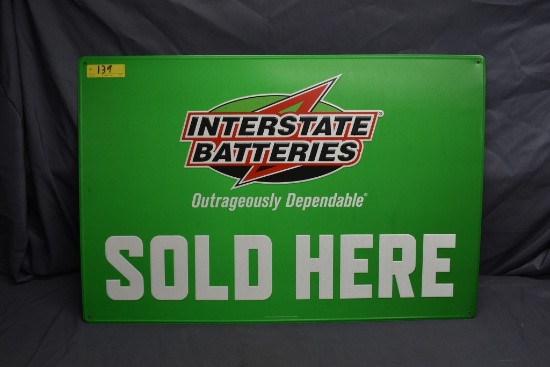 139
INTERSTATE
BATTERIES®
Outrageously Dependable®
SOLD HERE